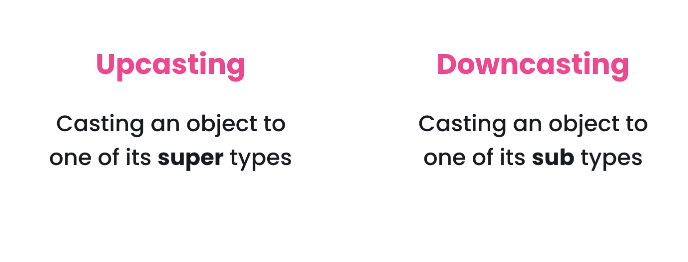 Upcasting
Casting an object to
one of its super types
Downcasting
Casting an object to
one of its sub types